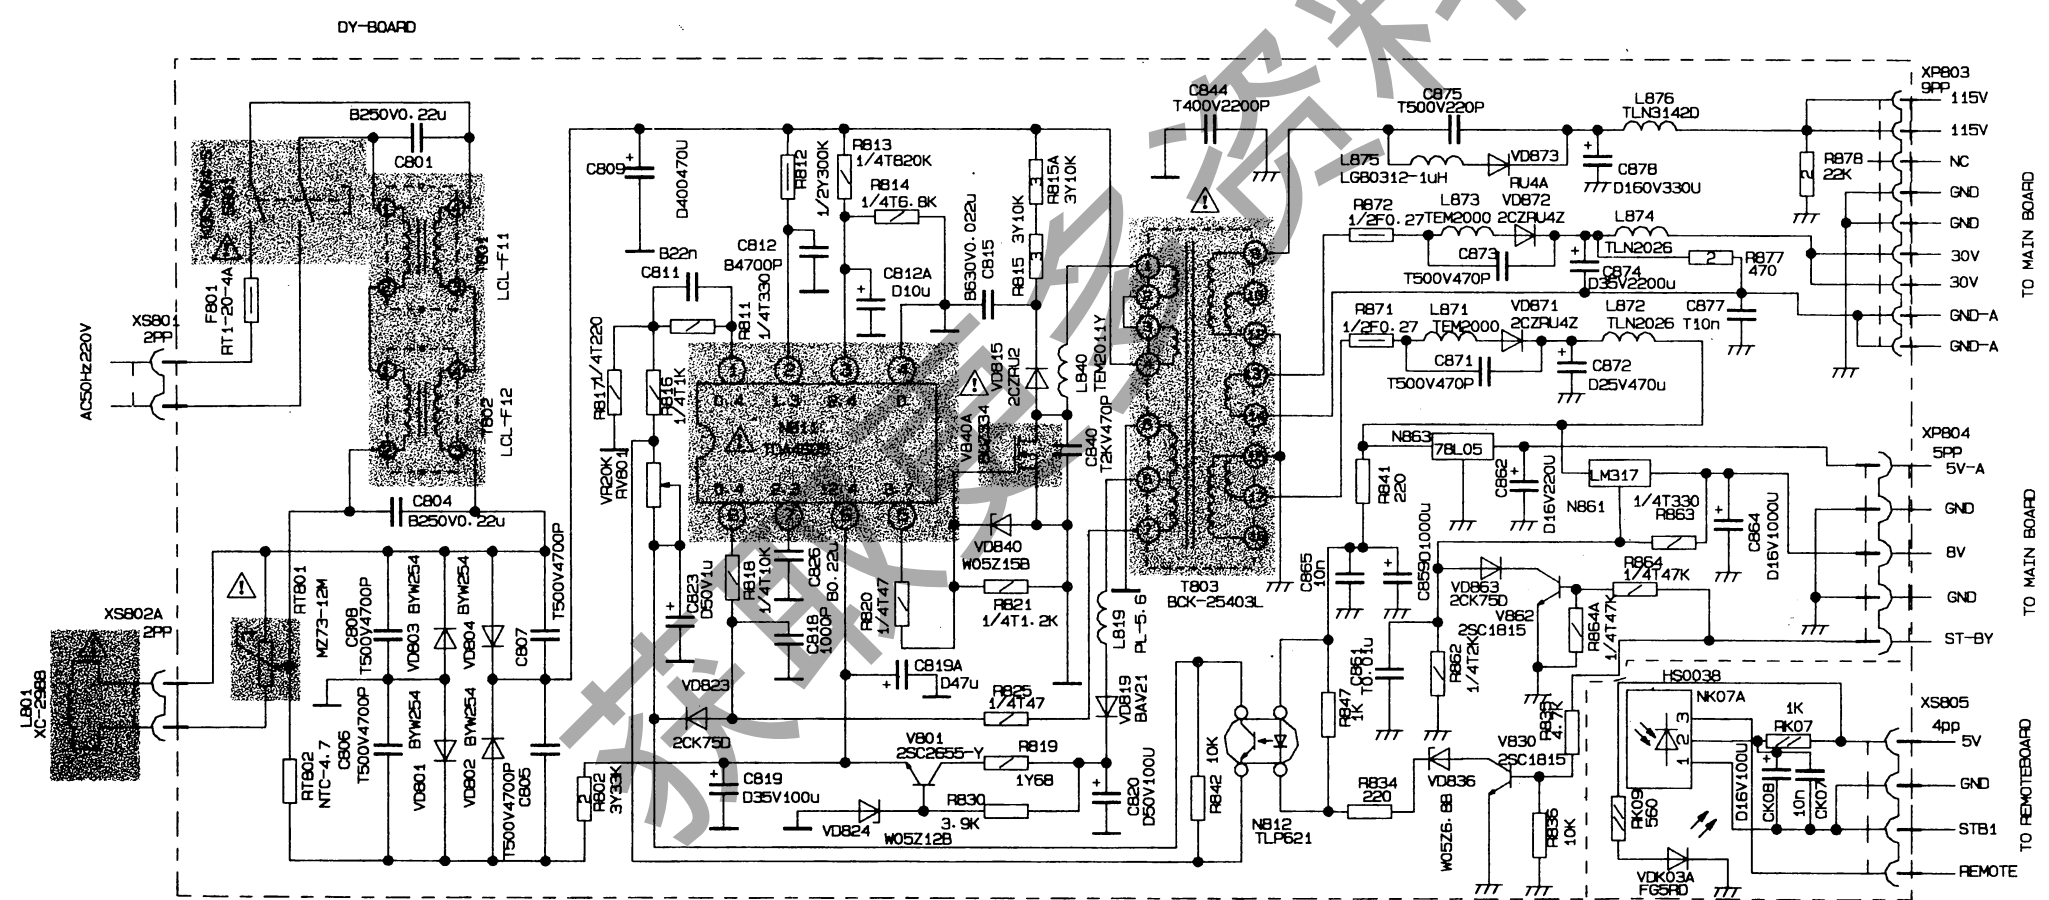 DY-BOARD
B250V0.22u
C801
F801
RT1-20-4A
T801
LCL-F11
T802
LCL-F12
XS801
2PP
AC50Hz220V
C804
B250V0.22u
XS802A
2PP
L801
XC-2988
RT801
MZ73-12M
RT802
NTC-4.7
C808
T500V4700P
VD803 BYW254
VD804 BYW254
C807
T500V4700P
C806
T500V4700P
VD801 BYW254
VD802 BYW254
C805
T500V4700P
C809
D400470U
B22n
C811
R811
1/4T330
R817
1/4T220
R816
1/4T1K
VR20K
RV801
R812
1/2Y300K
R813
1/4T820K
R814
1/4T6.8K
C812
B4700P
C812A
D10u
B630V0.022u
C815
R815 3Y10K
R815A
3Y10K
N811
VD815
2CZRU2
L840
TEM2011Y
V840A
C840
T2KV470P
VD840
W05Z15B
R821
1/4T1.2K
C823
D50V1u
R818
1/4T10K
C826
B0.22u
C818
1000P
R820
1/4T47
C819A
D47u
VD823
2CK75D
R825
1/4T47
V801
2SC2655-Y
R819
1Y68
R802
3Y33K
C819
D35V100u
VD824
W05Z12B
R830
3.9K
L819
PL-5.6
VD819
BAV21
C820
D50V100U
R842
10K
N812
TLP621
C844
T400V2200P
T803
BCK-25403L
C875
T500V220P
L875
LGB0312-1uH
VD873
RU4A
L876
TLN3142D
C878
D160V330U
R878
22K
R872
1/2F0.27
L873
TEM2000
VD872
2CZRU4Z
L874
TLN2026
C873
T500V470P
C874
D35V2200u
R877
470
C877
T10n
R871
1/2F0.27
L871
TEM2000
VD871
2CZRU4Z
L872
TLN2026
C871
T500V470P
C872
D25V470u
N863
78L05
R841
220
C862
D16V220U
LM317
N861
1/4T330
R863
C864
D16V1000U
C865
10n
C859
100u
VD863
2CK75D
V862
2SC1815
R864
1/4T47K
R864A
1/4T47K
C861
T0.01u
R862
1/4T2K
R847
1K
R834
220
VD836
W05Z6.8B
V830
2SC1815
4.7K
R836
10K
HS0038
NK07A
3
2
1
1K
RK07
D16V100U
CK08
10n
CK07
RK09
560
VDK03A
FG5RD
XP803
9PP
115V
115V
NC
GND
GND
30V
30V
GND-A
GND-A
TO MAIN BOARD
XP804
5PP
5V-A
GND
8V
GND
ST-BY
TO MAIN BOARD
XS805
4pp
5V
GND
STB1
REMOTE
TO REMOTEBOARD